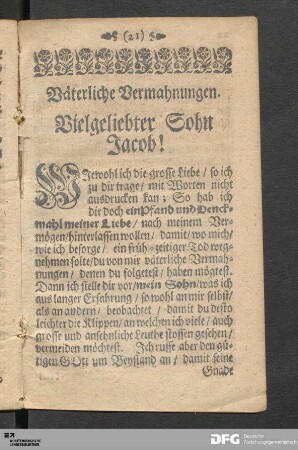 (21)
Väterliche Vermahnungen.
Vielgeliebter Sohn
Jacob!
WIewohl ich die grosse Liebe / so ich
zu dir trage / mit Worten nicht
ausdrucken kan; So hab ich
dir doch ein Pfand und Denck-
mahl meiner Liebe / nach meinem Ver-
mögen / hinterlassen wollen / damit / wo mich /
wie ich besorge / ein früh-zeitiger Tod weg-
nehmen solte / du von mir väterliche Vermah-
nungen / denen du folgetest / haben mögtest.
Dann ich stelle dir vor / mein Sohn / was ich
aus langer Erfahrung / so wohl an mir selbst /
als an andern / beobachtet / damit du desto
leichter die Klippen / an welchen ich viele / auch
grosse und ansehnliche Leuthe stossen gesehen /
vermeiden möchtest. Ich ruffe aber den gü-
tigen GOtt um Beystand an / damit seine
Gnade
DFG
Deutsche
Forschungsgemeinschaft